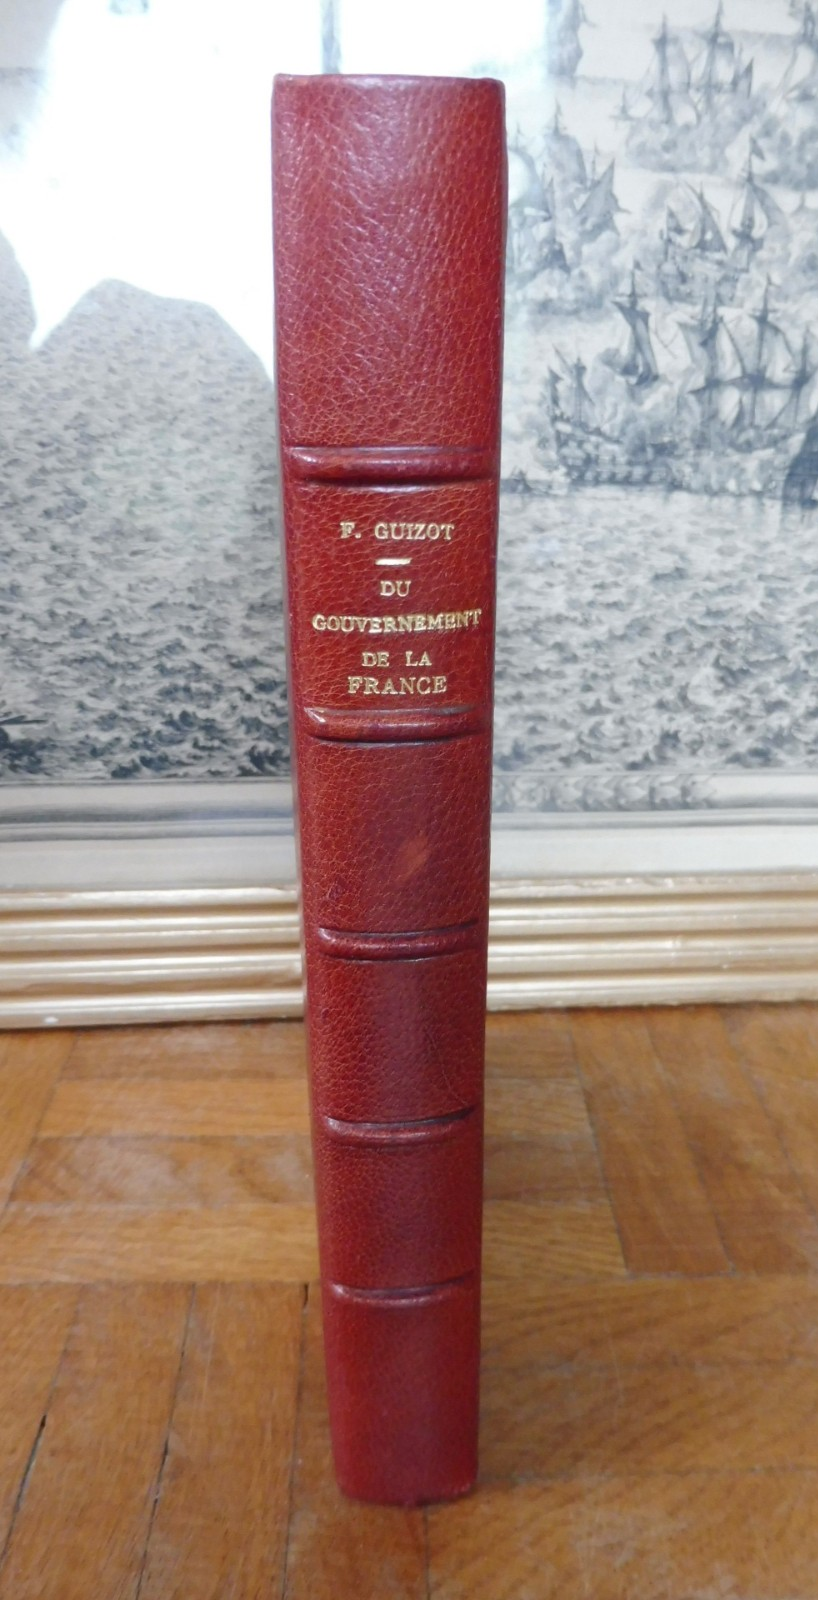 F. GUIZOT
DU
GOUVERNEMENT
DE LA
FRANCE